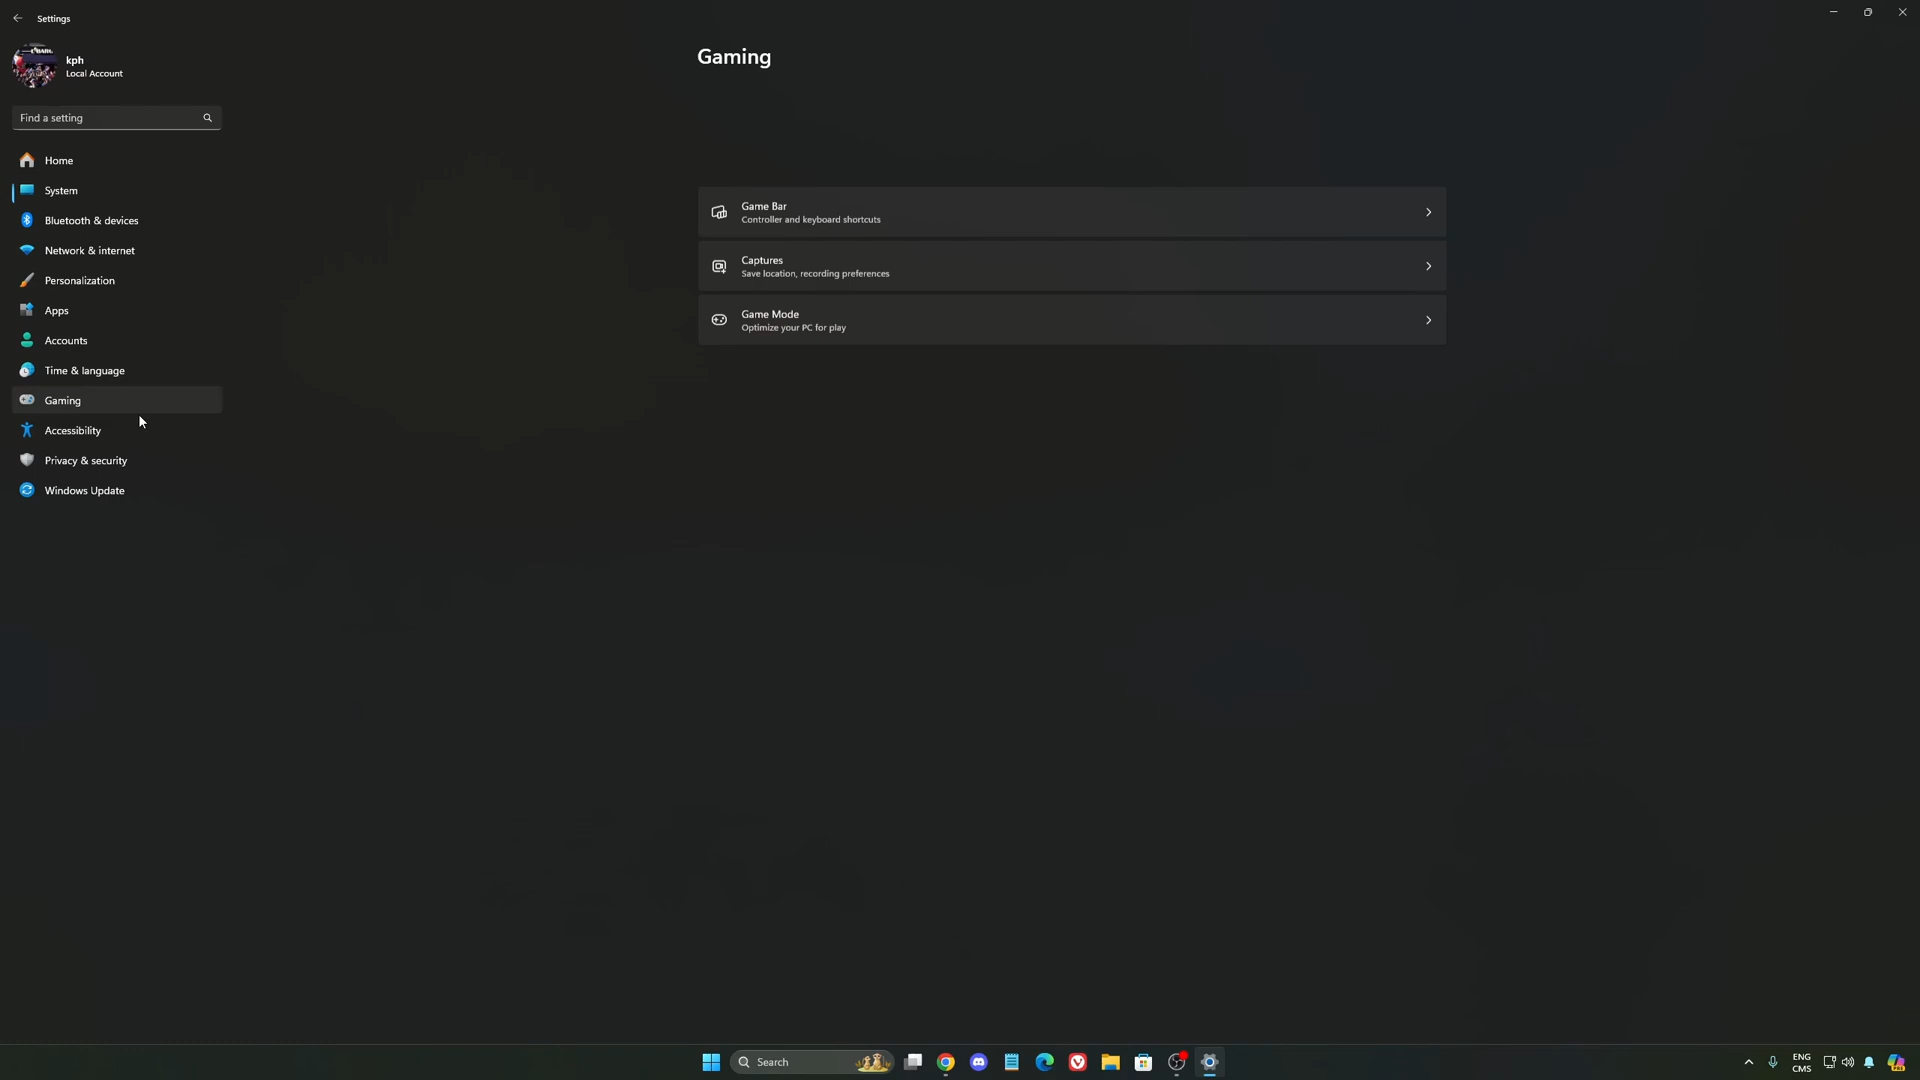 Settings
kph
Local Account
Find a setting
Home
System
Bluetooth & devices
Network & internet
Personalization
Apps
Accounts
Time & language
Gaming
Accessibility
Privacy & security
Windows Update
Gaming
Game Bar
Controller and keyboard shortcuts
Captures
Save location, recording preferences
Game Mode
Optimize your PC for play
Search
ENG
CMS